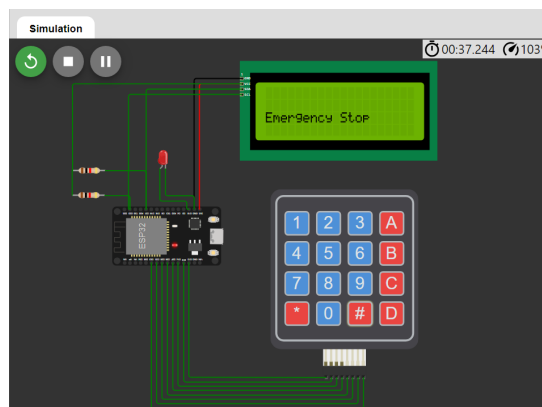 Simulation
00:37.244 103%
Emergency Stop
ESP32
1 2 3 A
4 5 6 B
7 8 9 C
* 0 # D